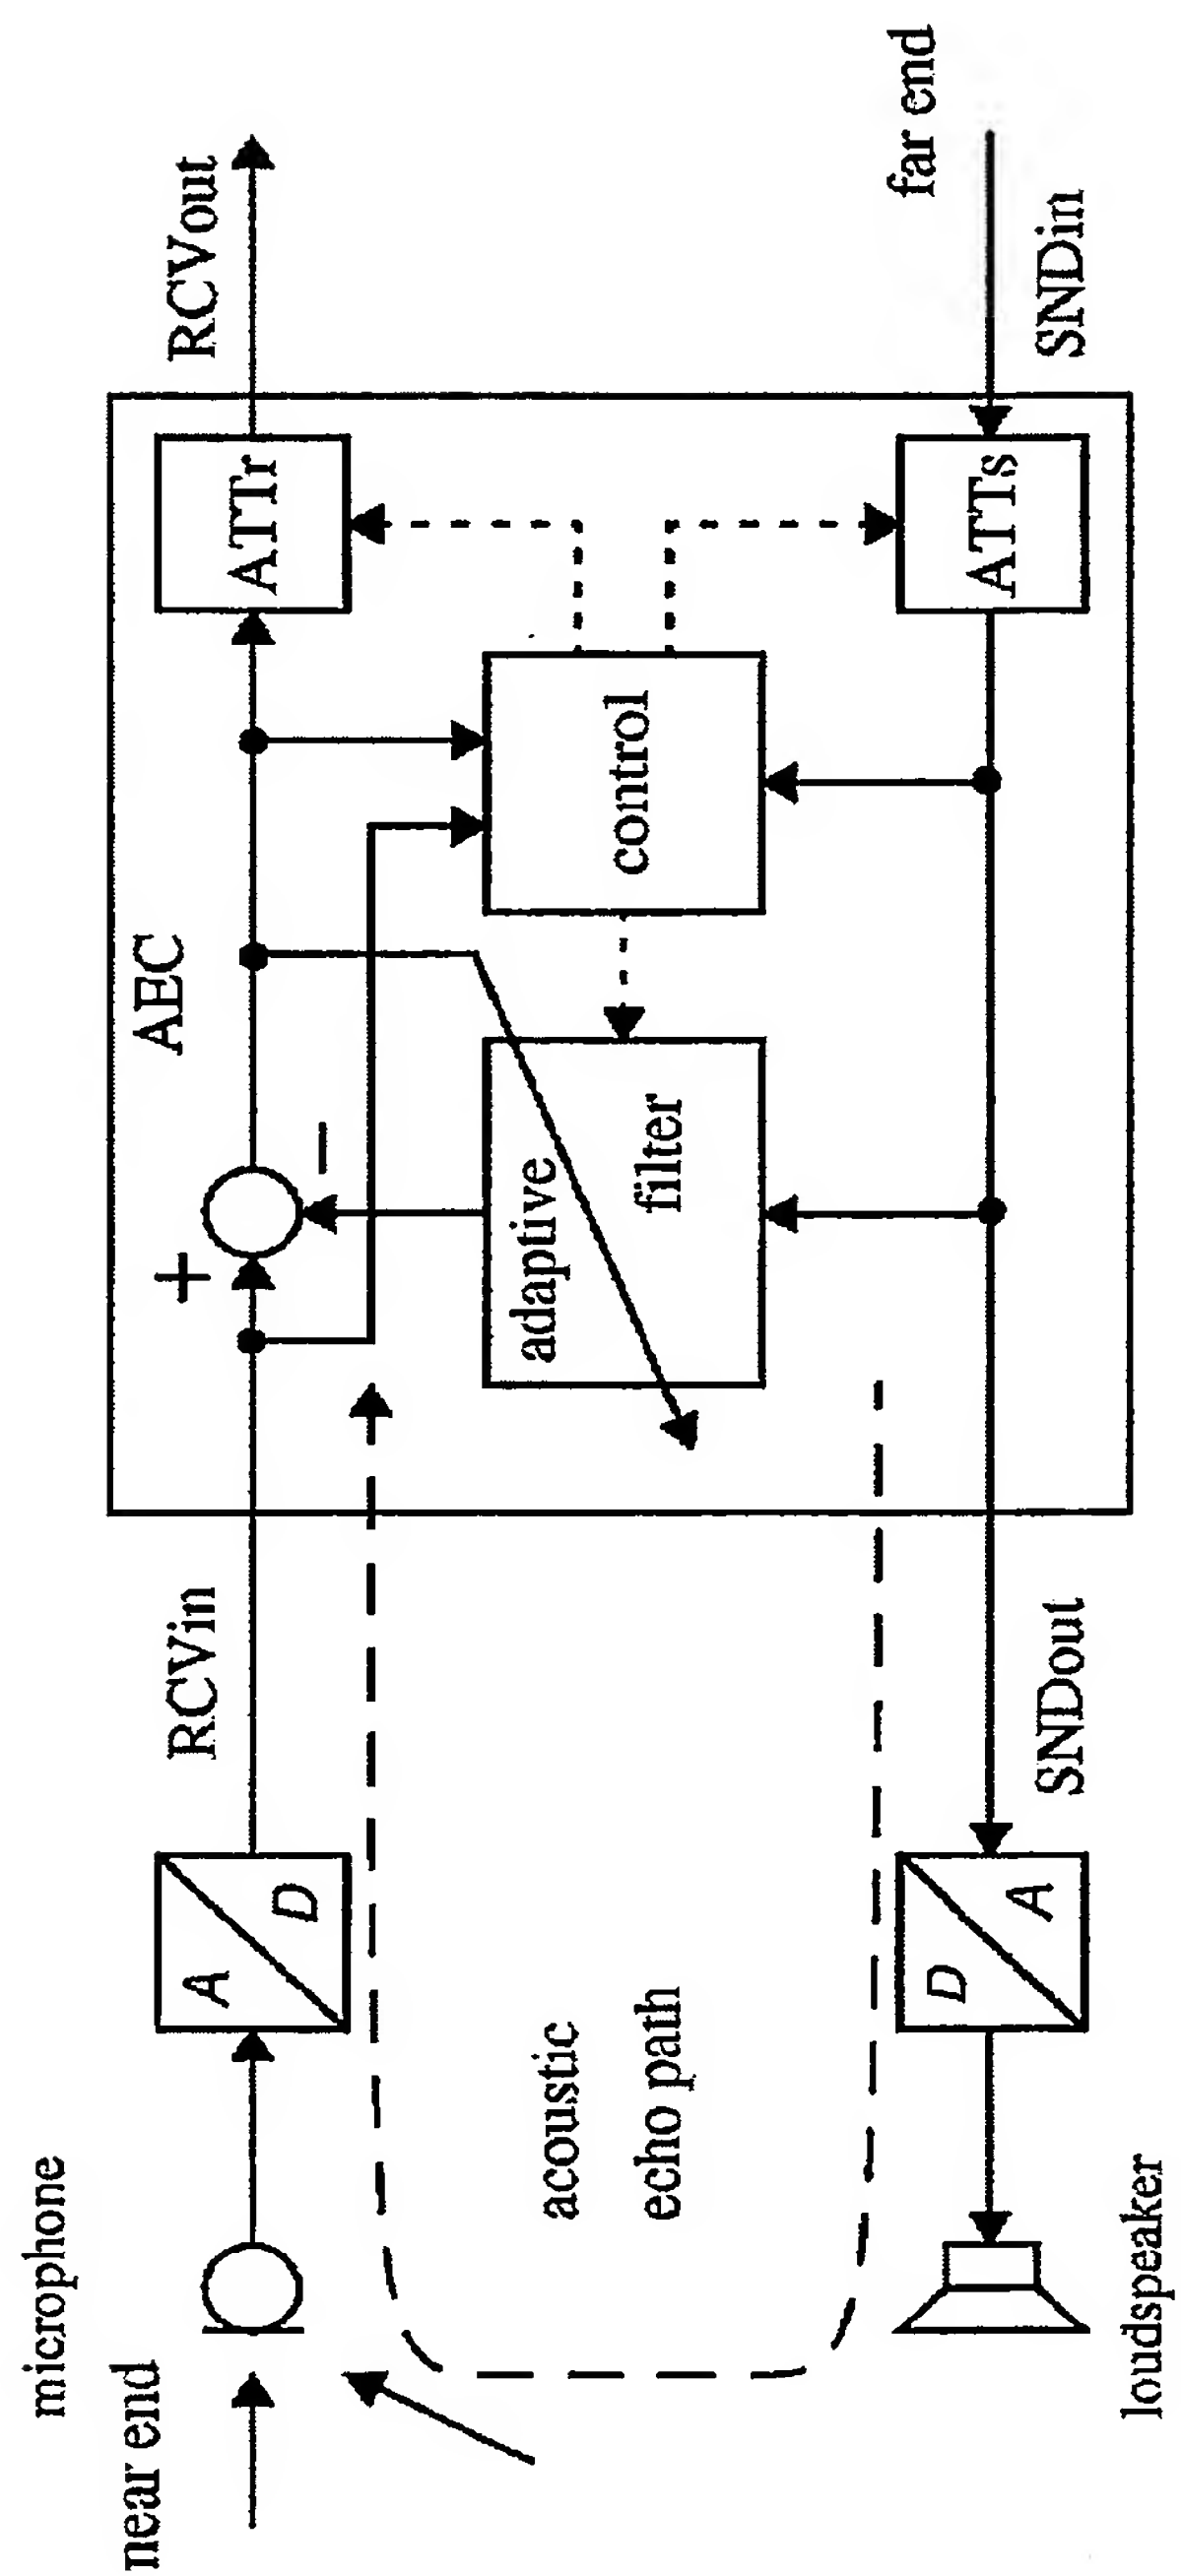 microphone
near end
A
D
RCVin
AEC
+
−
ATTr
RCVout
adaptive
filter
control
acoustic
echo path
far end
D
A
SNDout
ATTs
SNDin
loudspeaker